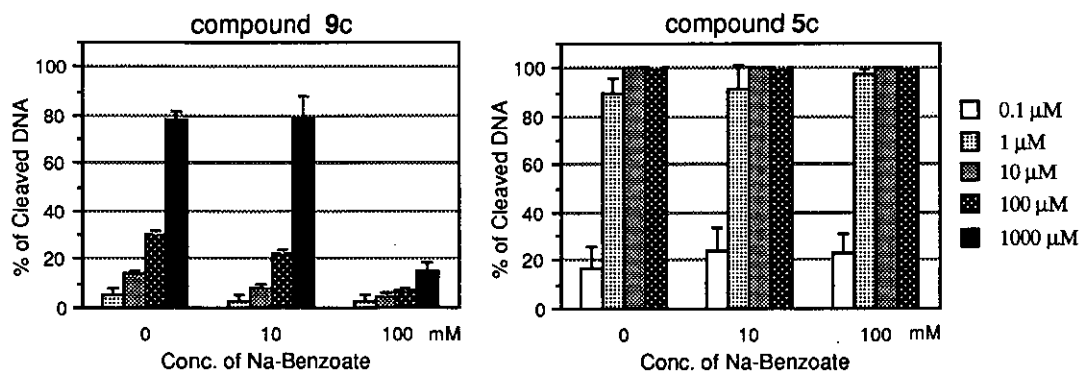 compound 9c
% of Cleaved DNA
100
80
60
40
20
0
0 10 100 mM
Conc. of Na-Benzoate
compound 5c
% of Cleaved DNA
100
80
60
40
20
0
0 10 100 mM
Conc. of Na-Benzoate
0.1 μM
1 μM
10 μM
100 μM
1000 μM